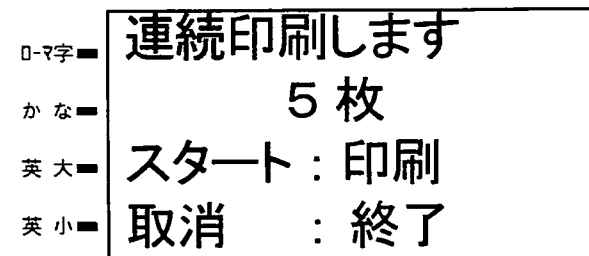 ローマ字 連続印刷します
かな 5枚
英大 スタート：印刷
英小 取消 ：終了